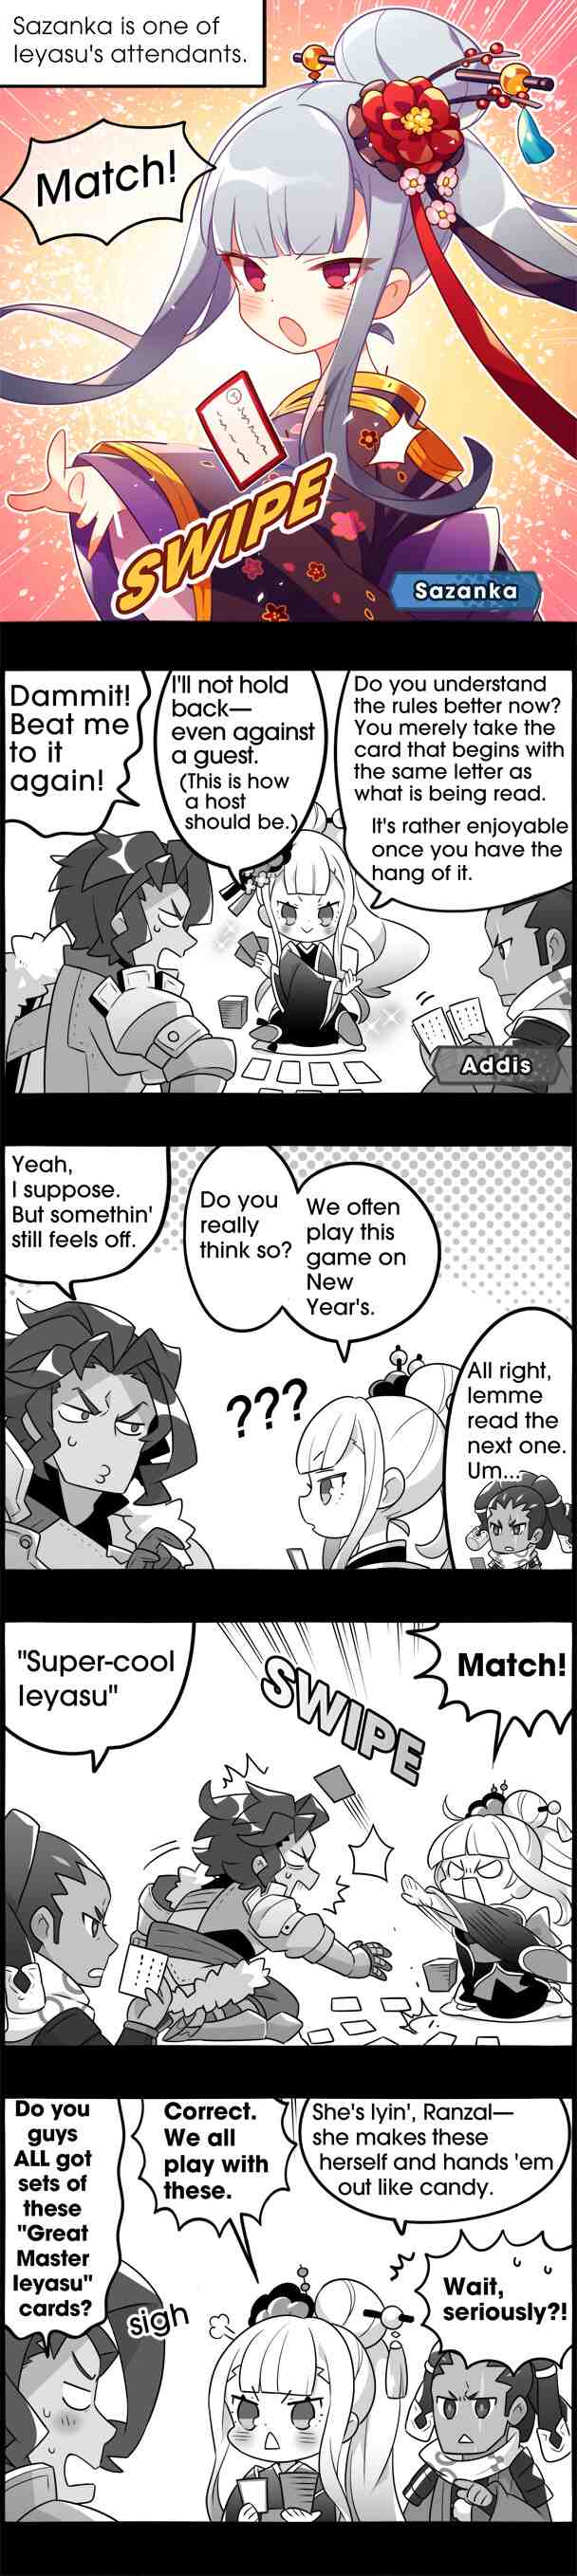 Sazanka is one of
Ieyasu's attendants.
Match!
SWIPE
Sazanka
Do you understand
the rules better now?
You merely take the
card that begins with
the same letter as
what is being read.
It's rather enjoyable
once you have the
hang of it.
I'll not hold
back—
even against
a guest.
(This is how
a host
should be.)
Dammit!
Beat me
to it
again!
Addis
Yeah,
I suppose.
But somethin'
still feels off.
Do you
really
think so?
We often
play this
game on
New
Year's.
???
All right,
lemme
read the
next one.
Um...
"Super-cool
Ieyasu"
SWIPE
Match!
Do you
guys
ALL got
sets of
these
"Great
Master
Ieyasu"
cards?
Correct.
We all
play with
these.
She's lyin', Ranzal—
she makes these
herself and hands 'em
out like candy.
Wait,
seriously?!
sigh